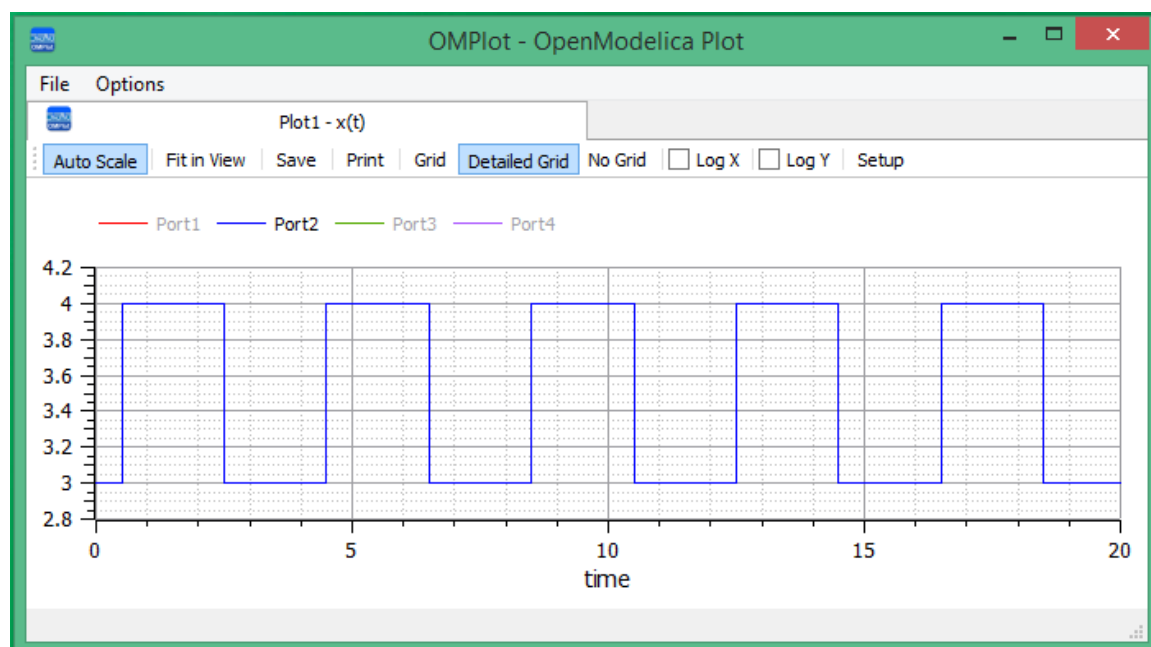 OMPlot - OpenModelica Plot
File Options
Plot1 - x(t)
Auto Scale Fit in View Save Print Grid Detailed Grid No Grid Log X Log Y Setup
Port1 Port2 Port3 Port4
4.2
4
3.8
3.6
3.4
3.2
3
2.8
0 5 10 15 20
time